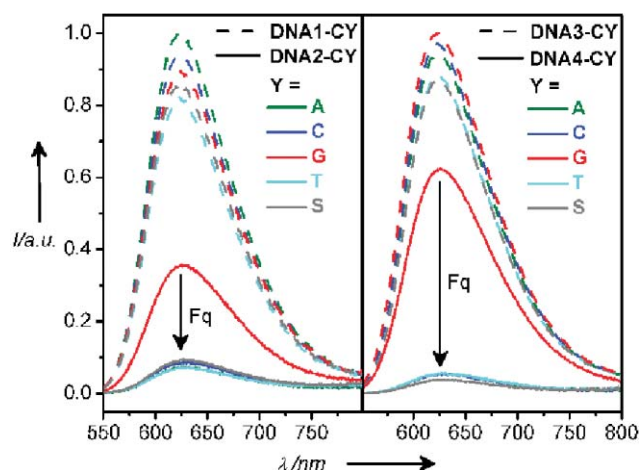 DNA1-CY
DNA2-CY
Y =
A
C
G
T
S
Fq
DNA3-CY
DNA4-CY
Y =
A
C
G
T
S
Fq
I/a.u.
1.0
0.8
0.6
0.4
0.2
0.0
550 600 650 700 750 600 650 700 750 800
λ/nm